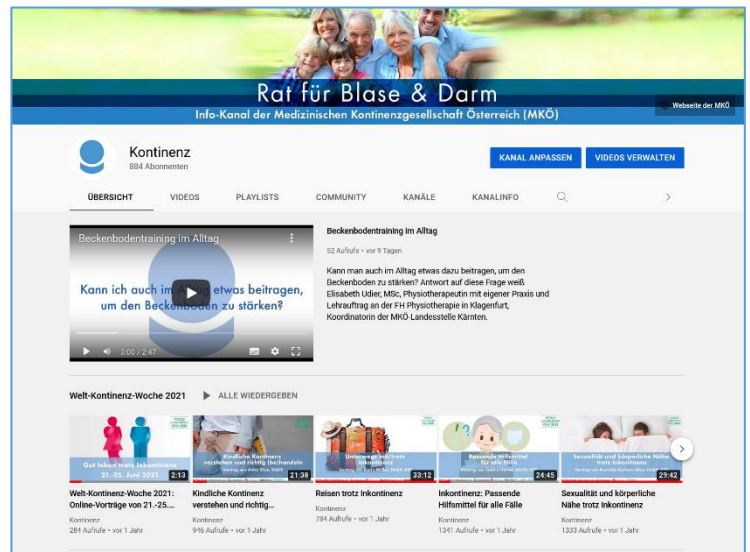 Rat für Blase & Darm
Info-Kanal der Medizinischen Kontinenzgesellschaft Österreich (MKÖ)
Webseite der MKÖ
Kontinenz
884 Abonnenten
KANAL ANPASSEN
VIDEOS VERWALTEN
ÜBERSICHT VIDEOS PLAYLISTS COMMUNITY KANÄLE KANALINFO
Beckenbodentraining im Alltag
Kann ich auch im Alltag etwas beitragen,
um den Beckenboden zu stärken?
0:00 / 2:47
Beckenbodentraining im Alltag
52 Aufrufe • vor 9 Tagen
Kann man auch im Alltag etwas dazu beitragen, um den
Beckenboden zu stärken? Antwort auf diese Frage weiß
Elisabeth Udier, MSc, Physiotherapeutin mit eigener Praxis und
Lehrauftrag an der FH Physiotherapie in Klagenfurt,
Koordinatorin der MKÖ-Landesstelle Kärnten.
Welt-Kontinenz-Woche 2021 ALLE WIEDERGEBEN
Gut leben trotz Inkontinenz
21.-25. Juni 2021
2:13
Kindliche Kontinenz
verstehen und richtig (be)handeln
21:38
Unterwegs mit/trotz
Inkontinenz
33:12
Passende Hilfsmittel
für alle Fälle
24:45
Sexualität und körperliche Nähe
trotz Inkontinenz
29:42
Welt-Kontinenz-Woche 2021:
Online-Vorträge von 21.-25....
Kontinenz
284 Aufrufe • vor 1 Jahr
Kindliche Kontinenz
verstehen und richtig...
Kontinenz
946 Aufrufe • vor 1 Jahr
Reisen trotz Inkontinenz
Kontinenz
784 Aufrufe • vor 1 Jahr
Inkontinenz: Passende
Hilfsmittel für alle Fälle
Kontinenz
1341 Aufrufe • vor 1 Jahr
Sexualität und körperliche
Nähe trotz Inkontinenz
Kontinenz
1333 Aufrufe • vor 1 Jahr